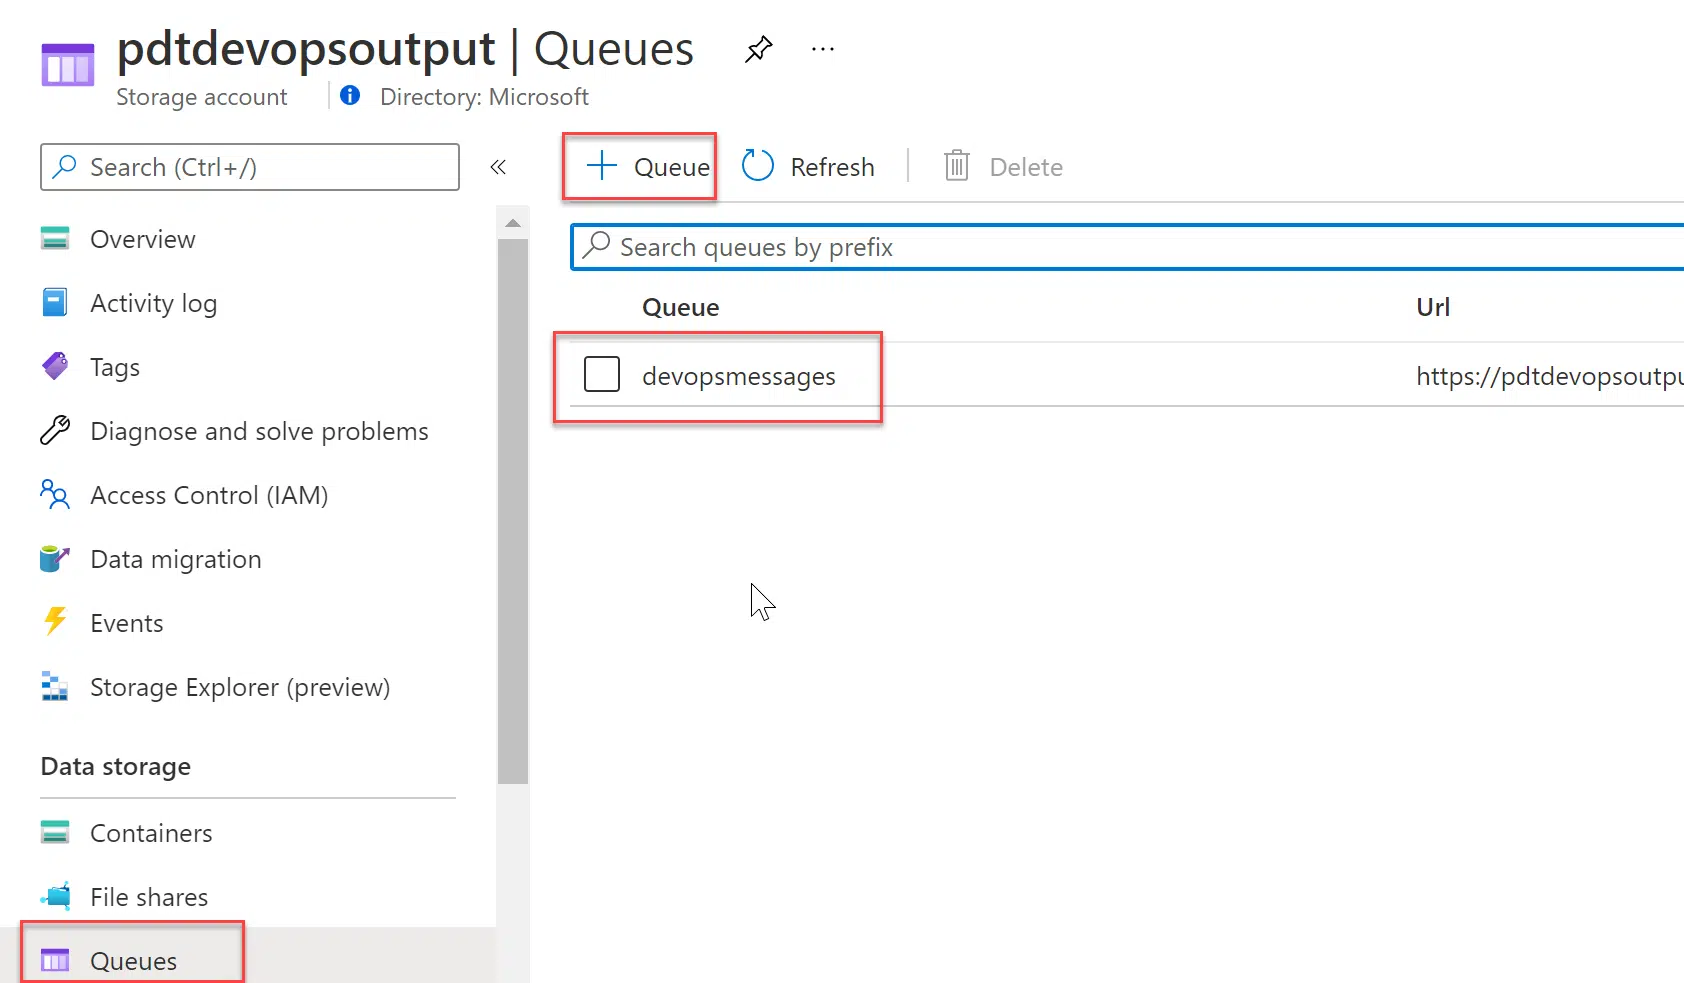 pdtdevopsoutput | Queues ...
Storage account Directory: Microsoft
Search (Ctrl+/) «
Overview
Activity log
Tags
Diagnose and solve problems
Access Control (IAM)
Data migration
Events
Storage Explorer (preview)
Data storage
Containers
File shares
Queues
+ Queue Refresh Delete
Search queues by prefix
Queue Url
devopsmessages https://pdtdevopsoutpu